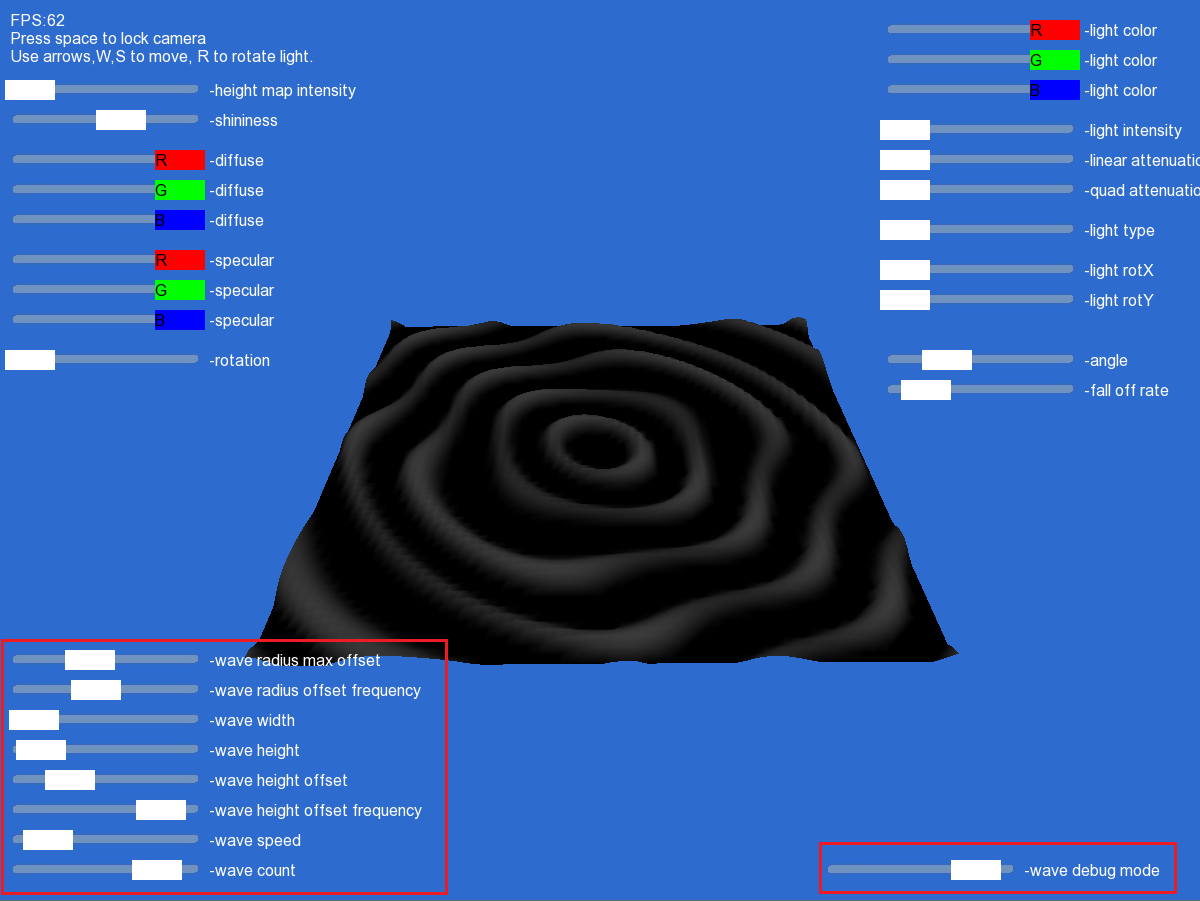 FPS:62
Press space to lock camera
Use arrows,W,S to move, R to rotate light.
-height map intensity
-shininess
R -diffuse
G -diffuse
B -diffuse
R -specular
G -specular
B -specular
-rotation
R -light color
G -light color
B -light color
-light intensity
-linear attenuatio
-quad attenuatio
-light type
-light rotX
-light rotY
-angle
-fall off rate
-wave radius max offset
-wave radius offset frequency
-wave width
-wave height
-wave height offset
-wave height offset frequency
-wave speed
-wave count
-wave debug mode